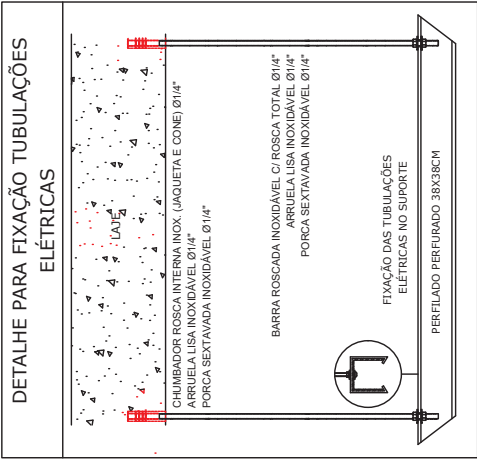 DETALHE PARA FIXAÇÃO TUBULAÇÕES
ELÉTRICAS
LAJE
CHUMBADOR ROSCA INTERNA INOX. (JAQUETA E CONE) Ø1/4"
ARRUELA LISA INOXIDÁVEL Ø1/4"
PORCA SEXTAVADA INOXIDÁVEL Ø1/4"
BARRA ROSCADA INOXIDÁVEL C/ ROSCA TOTAL Ø1/4"
ARRUELA LISA INOXIDÁVEL Ø1/4"
PORCA SEXTAVADA INOXIDÁVEL Ø1/4"
FIXAÇÃO DAS TUBULAÇÕES
ELÉTRICAS NO SUPORTE
PERFILADO PERFURADO 38X38CM